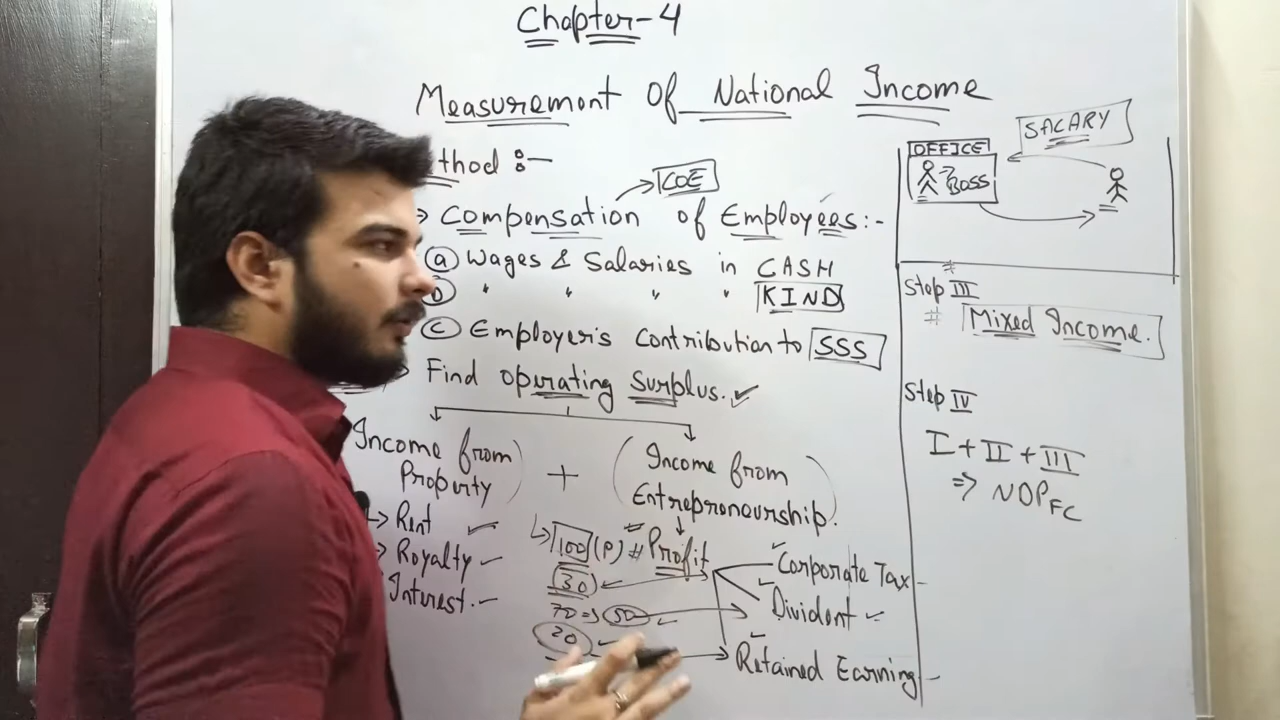 Chapter-4
Measurement Of National Income
thod :-
COE
Compensation of Employees:-
(a) Wages & Salaries in CASH
(b) " " " " KIND
(c) Employer's Contribution to SSS
Find operating Surplus. ✓
Income from Property + (Income from Entrepreneurship.)
Rent ✓
Royalty ✓
Interest. ✓
100 (P) # Profit
30
70 => 50
20
Corporate Tax
Divident ✓
Retained Earning
SALARY
OFFICE
BOSS
Step III
# Mixed Income.
Step IV
I + II + III
=> NDPFC